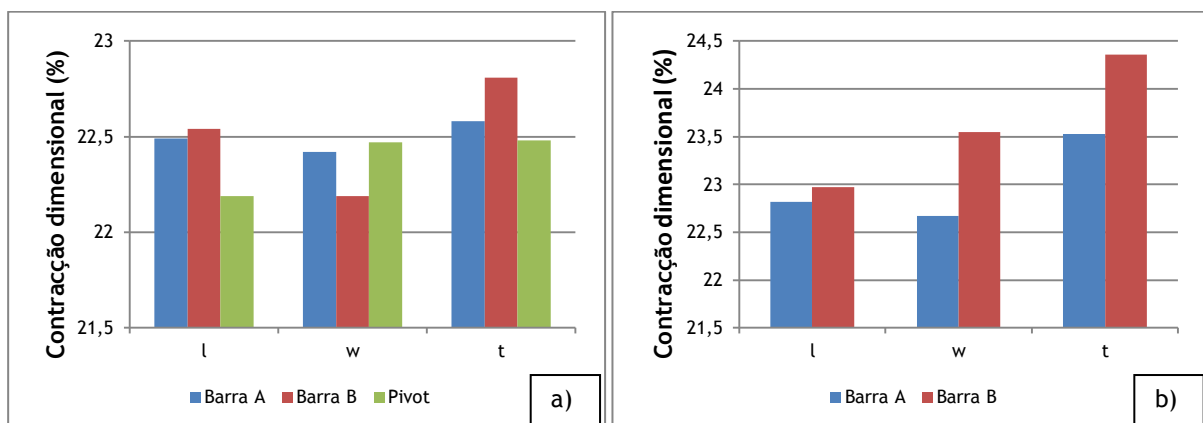 Contracção dimensional (%)
23
22,5
22
21,5
l w t
Barra A Barra B Pivot
a)
Contracção dimensional (%)
24,5
24
23,5
23
22,5
22
21,5
l w t
Barra A Barra B
b)